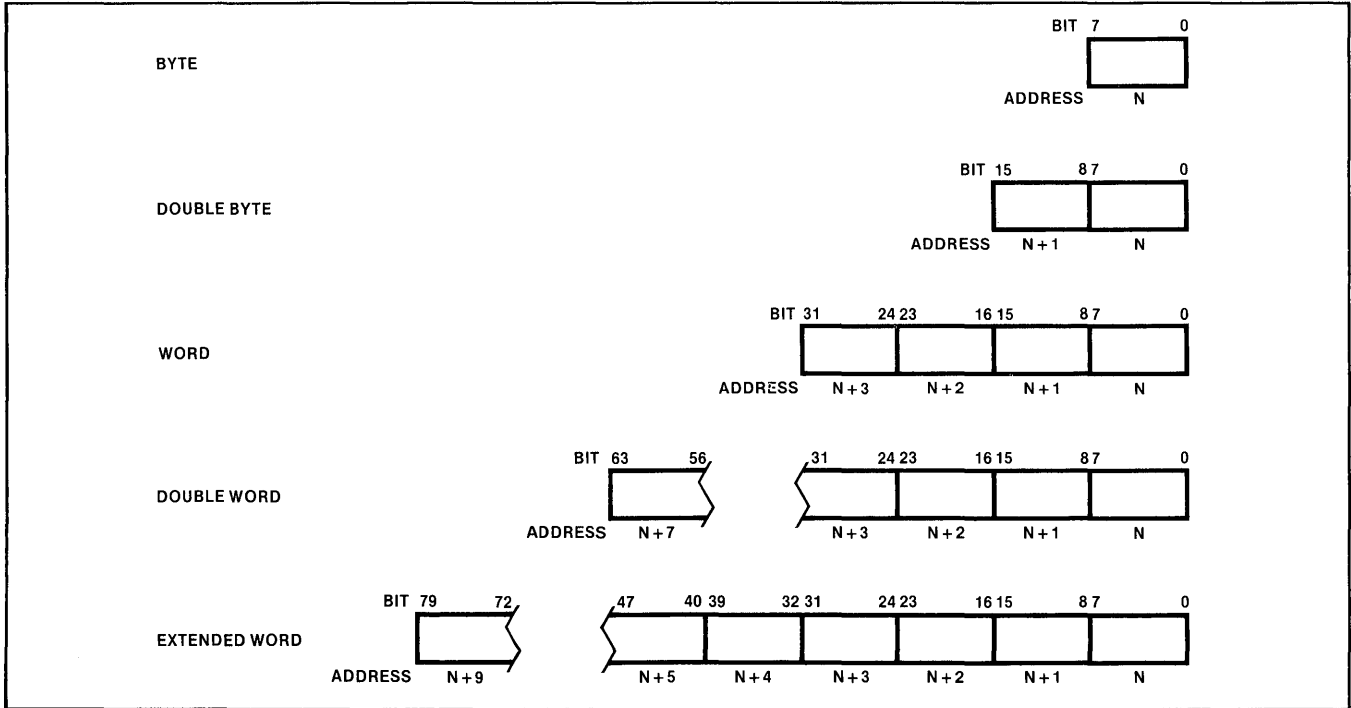 BIT 7 0
BYTE
ADDRESS N
BIT 15 8 7 0
DOUBLE BYTE
ADDRESS N+1 N
BIT 31 24 23 16 15 8 7 0
WORD
ADDRESS N+3 N+2 N+1 N
BIT 63 56 31 24 23 16 15 8 7 0
DOUBLE WORD
ADDRESS N+7 N+3 N+2 N+1 N
BIT 79 72 47 40 39 32 31 24 23 16 15 8 7 0
EXTENDED WORD
ADDRESS N+9 N+5 N+4 N+3 N+2 N+1 N